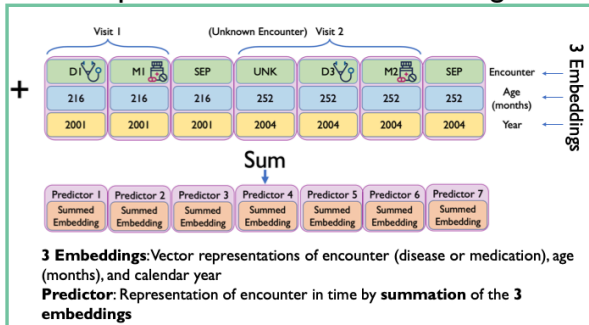 Visit 1
(Unknown Encounter) Visit 2
D1 M1 SEP UNK D3 M2 SEP Encounter
216 216 216 252 252 252 252 Age (months)
2001 2001 2001 2004 2004 2004 2004 Year
3 Embeddings
+
Sum
Predictor 1 Predictor 2 Predictor 3 Predictor 4 Predictor 5 Predictor 6 Predictor 7
Summed Summed Summed Summed Summed Summed Summed
Embedding Embedding Embedding Embedding Embedding Embedding Embedding
3 Embeddings:Vector representations of encounter (disease or medication), age
(months), and calendar year
Predictor: Representation of encounter in time by summation of the 3
embeddings